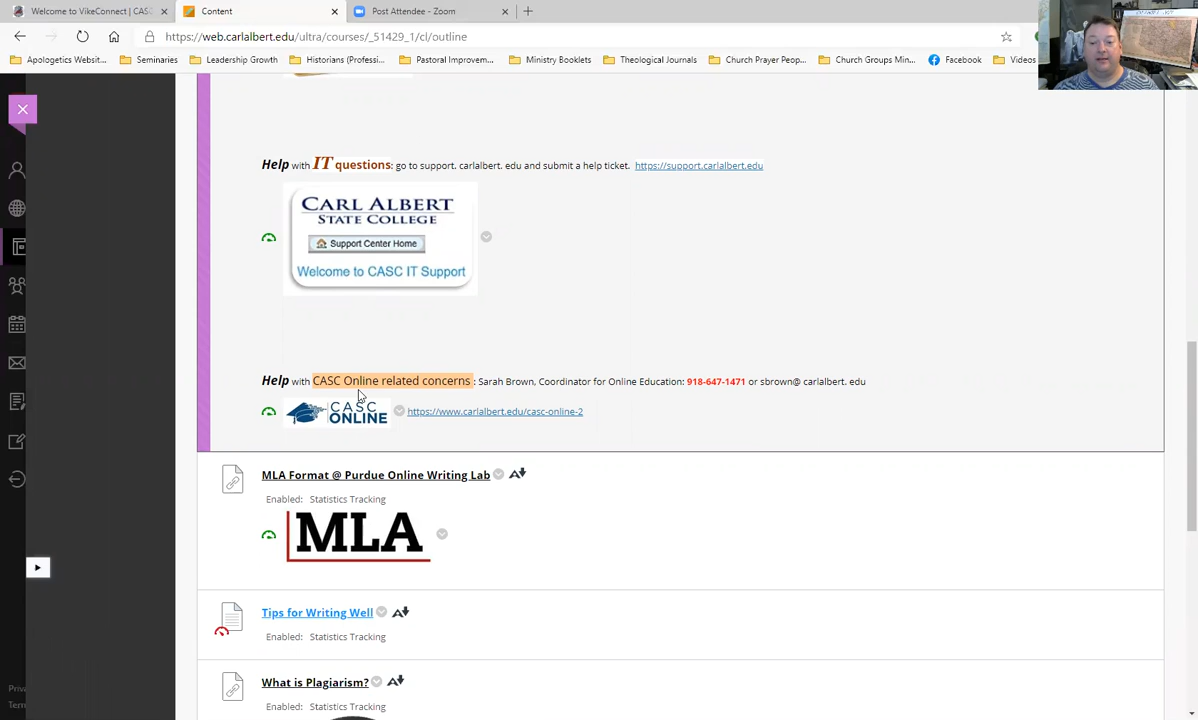 Welcome to VikeConnect | CAS
Content
Post Attendee - Zoom
https://web.carlalbert.edu/ultra/courses/_51429_1/cl/outline
Apologetics Websit...
Seminaries
Leadership Growth
Historians (Professi...
Pastoral Improvem...
Ministry Booklets
Theological Journals
Church Prayer Peop...
Church Groups Min...
Facebook
Videos
Help with IT questions: go to support. carlalbert. edu and submit a help ticket. https://support.carlalbert.edu
CARL ALBERT
STATE COLLEGE
Support Center Home
Welcome to CASC IT Support
Help with CASC Online related concerns : Sarah Brown, Coordinator for Online Education: 918-647-1471 or sbrown@ carlalbert. edu
CASC
ONLINE
https://www.carlalbert.edu/casc-online-2
MLA Format @ Purdue Online Writing Lab
Enabled: Statistics Tracking
MLA
Tips for Writing Well
Enabled: Statistics Tracking
What is Plagiarism?
Enabled: Statistics Tracking
Priv
Term